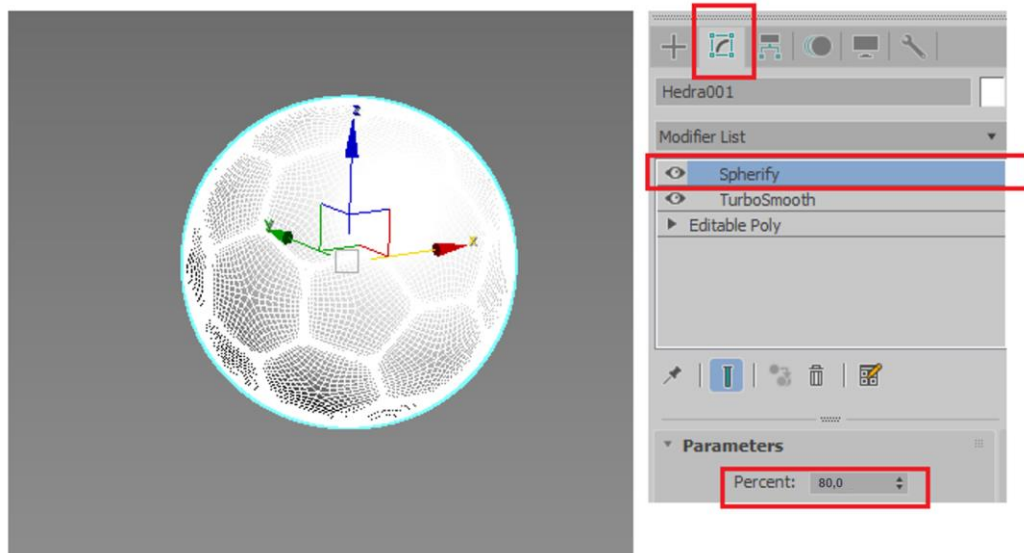 z
y
x
Hedra001
Modifier List
Spherify
TurboSmooth
Editable Poly
Parameters
Percent: 80,0